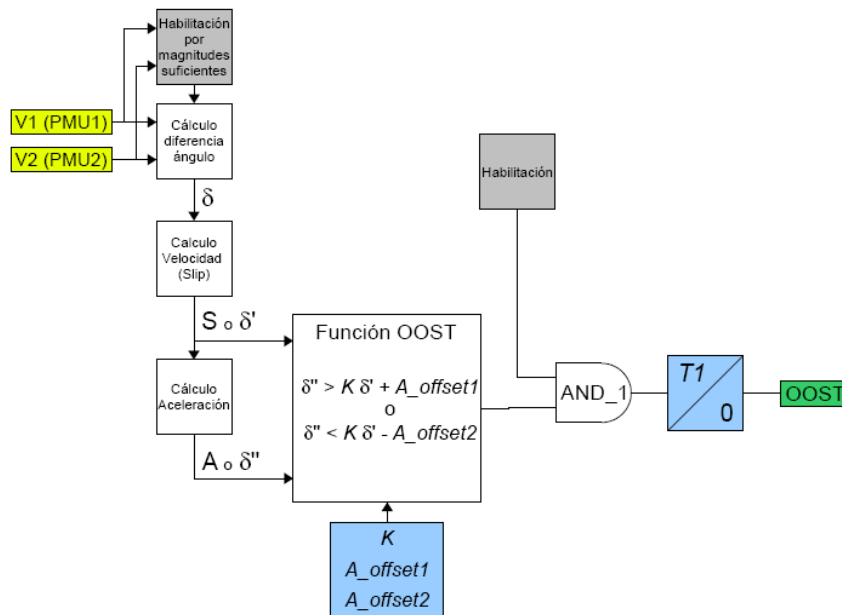 Habilitación
por
magnitudes
suficientes
V1 (PMU1)
V2 (PMU2)
Cálculo
diferencia
ángulo
δ
Habilitación
Calculo
Velocidad
(Slip)
S o δ'
Función OOST
δ'' > K δ' + A_offset1
o
δ'' < K δ' - A_offset2
Cálculo
Aceleración
A o δ''
AND_1
T1
0
OOST
K
A_offset1
A_offset2